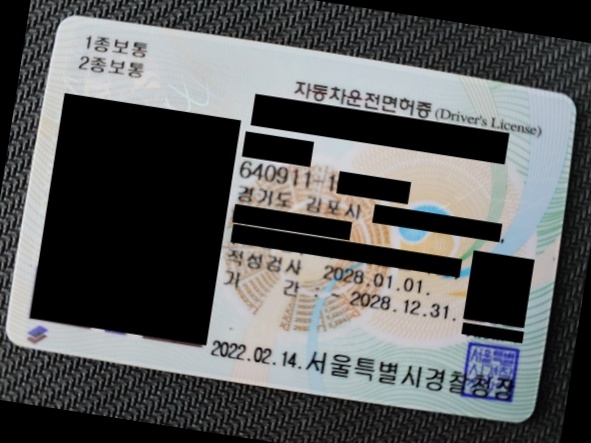 1종보통
2종보통
자동차운전면허증 (Driver's License)
640911-1
경기도 김포시
적성검사 2028.01.01.
기 간 ~ 2028.12.31.
2022.02.14. 서울특별시경찰청장